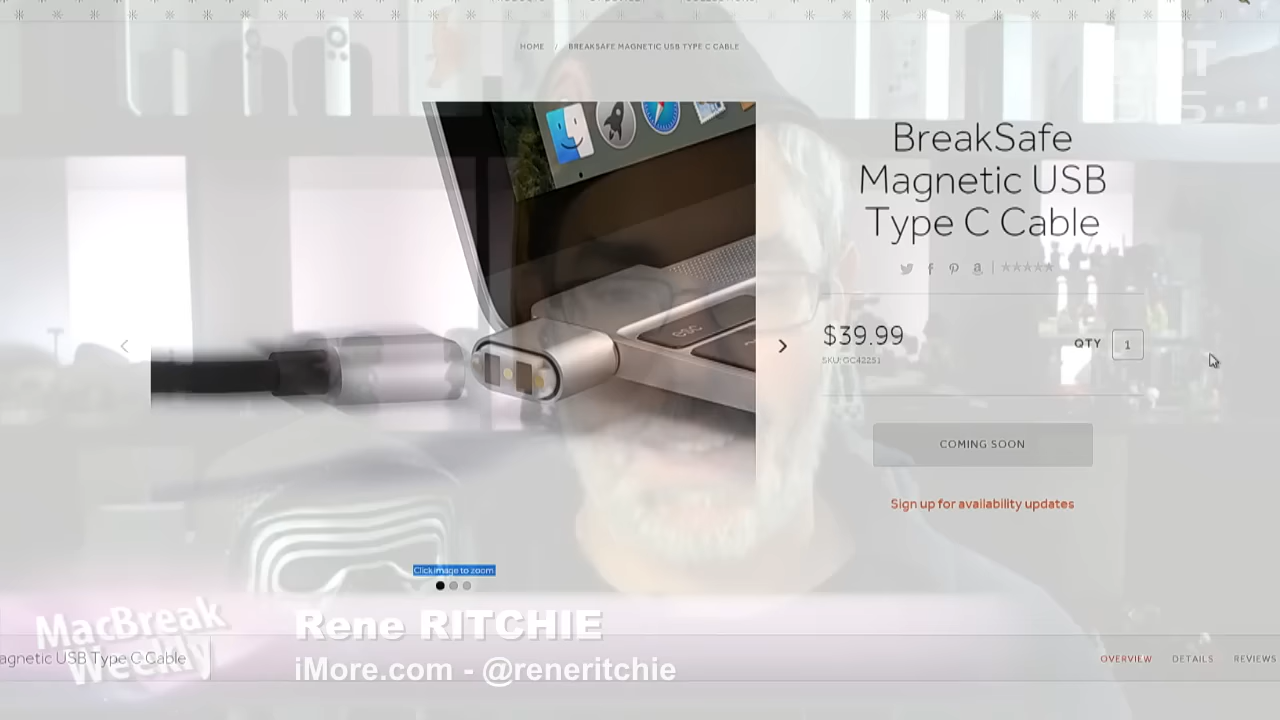 HOME / BREAKSAFE MAGNETIC USB TYPE C CABLE
BreakSafe
Magnetic USB
Type C Cable
$39.99
QTY 1
SKU: GC42251
esc
COMING SOON
Sign up for availability updates
Click image to zoom
MacBreak
Weekly
Rene RITCHIE
iMore.com - @reneritchie
agnetic USB Type C Cable
OVERVIEW DETAILS REVIEWS